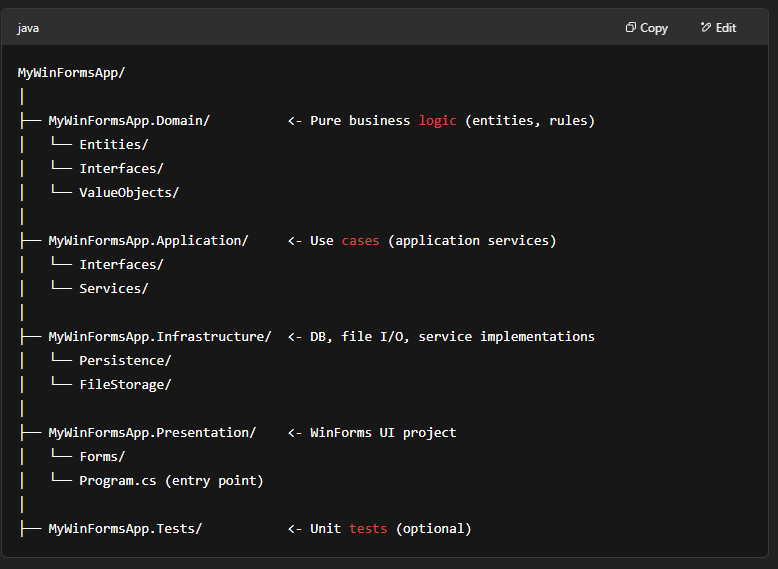 java Copy Edit
MyWinFormsApp/
│
├── MyWinFormsApp.Domain/          <- Pure business logic (entities, rules)
│   └── Entities/
│   └── Interfaces/
│   └── ValueObjects/
│
├── MyWinFormsApp.Application/     <- Use cases (application services)
│   └── Interfaces/
│   └── Services/
│
├── MyWinFormsApp.Infrastructure/  <- DB, file I/O, service implementations
│   └── Persistence/
│   └── FileStorage/
│
├── MyWinFormsApp.Presentation/    <- WinForms UI project
│   └── Forms/
│   └── Program.cs (entry point)
│
├── MyWinFormsApp.Tests/           <- Unit tests (optional)